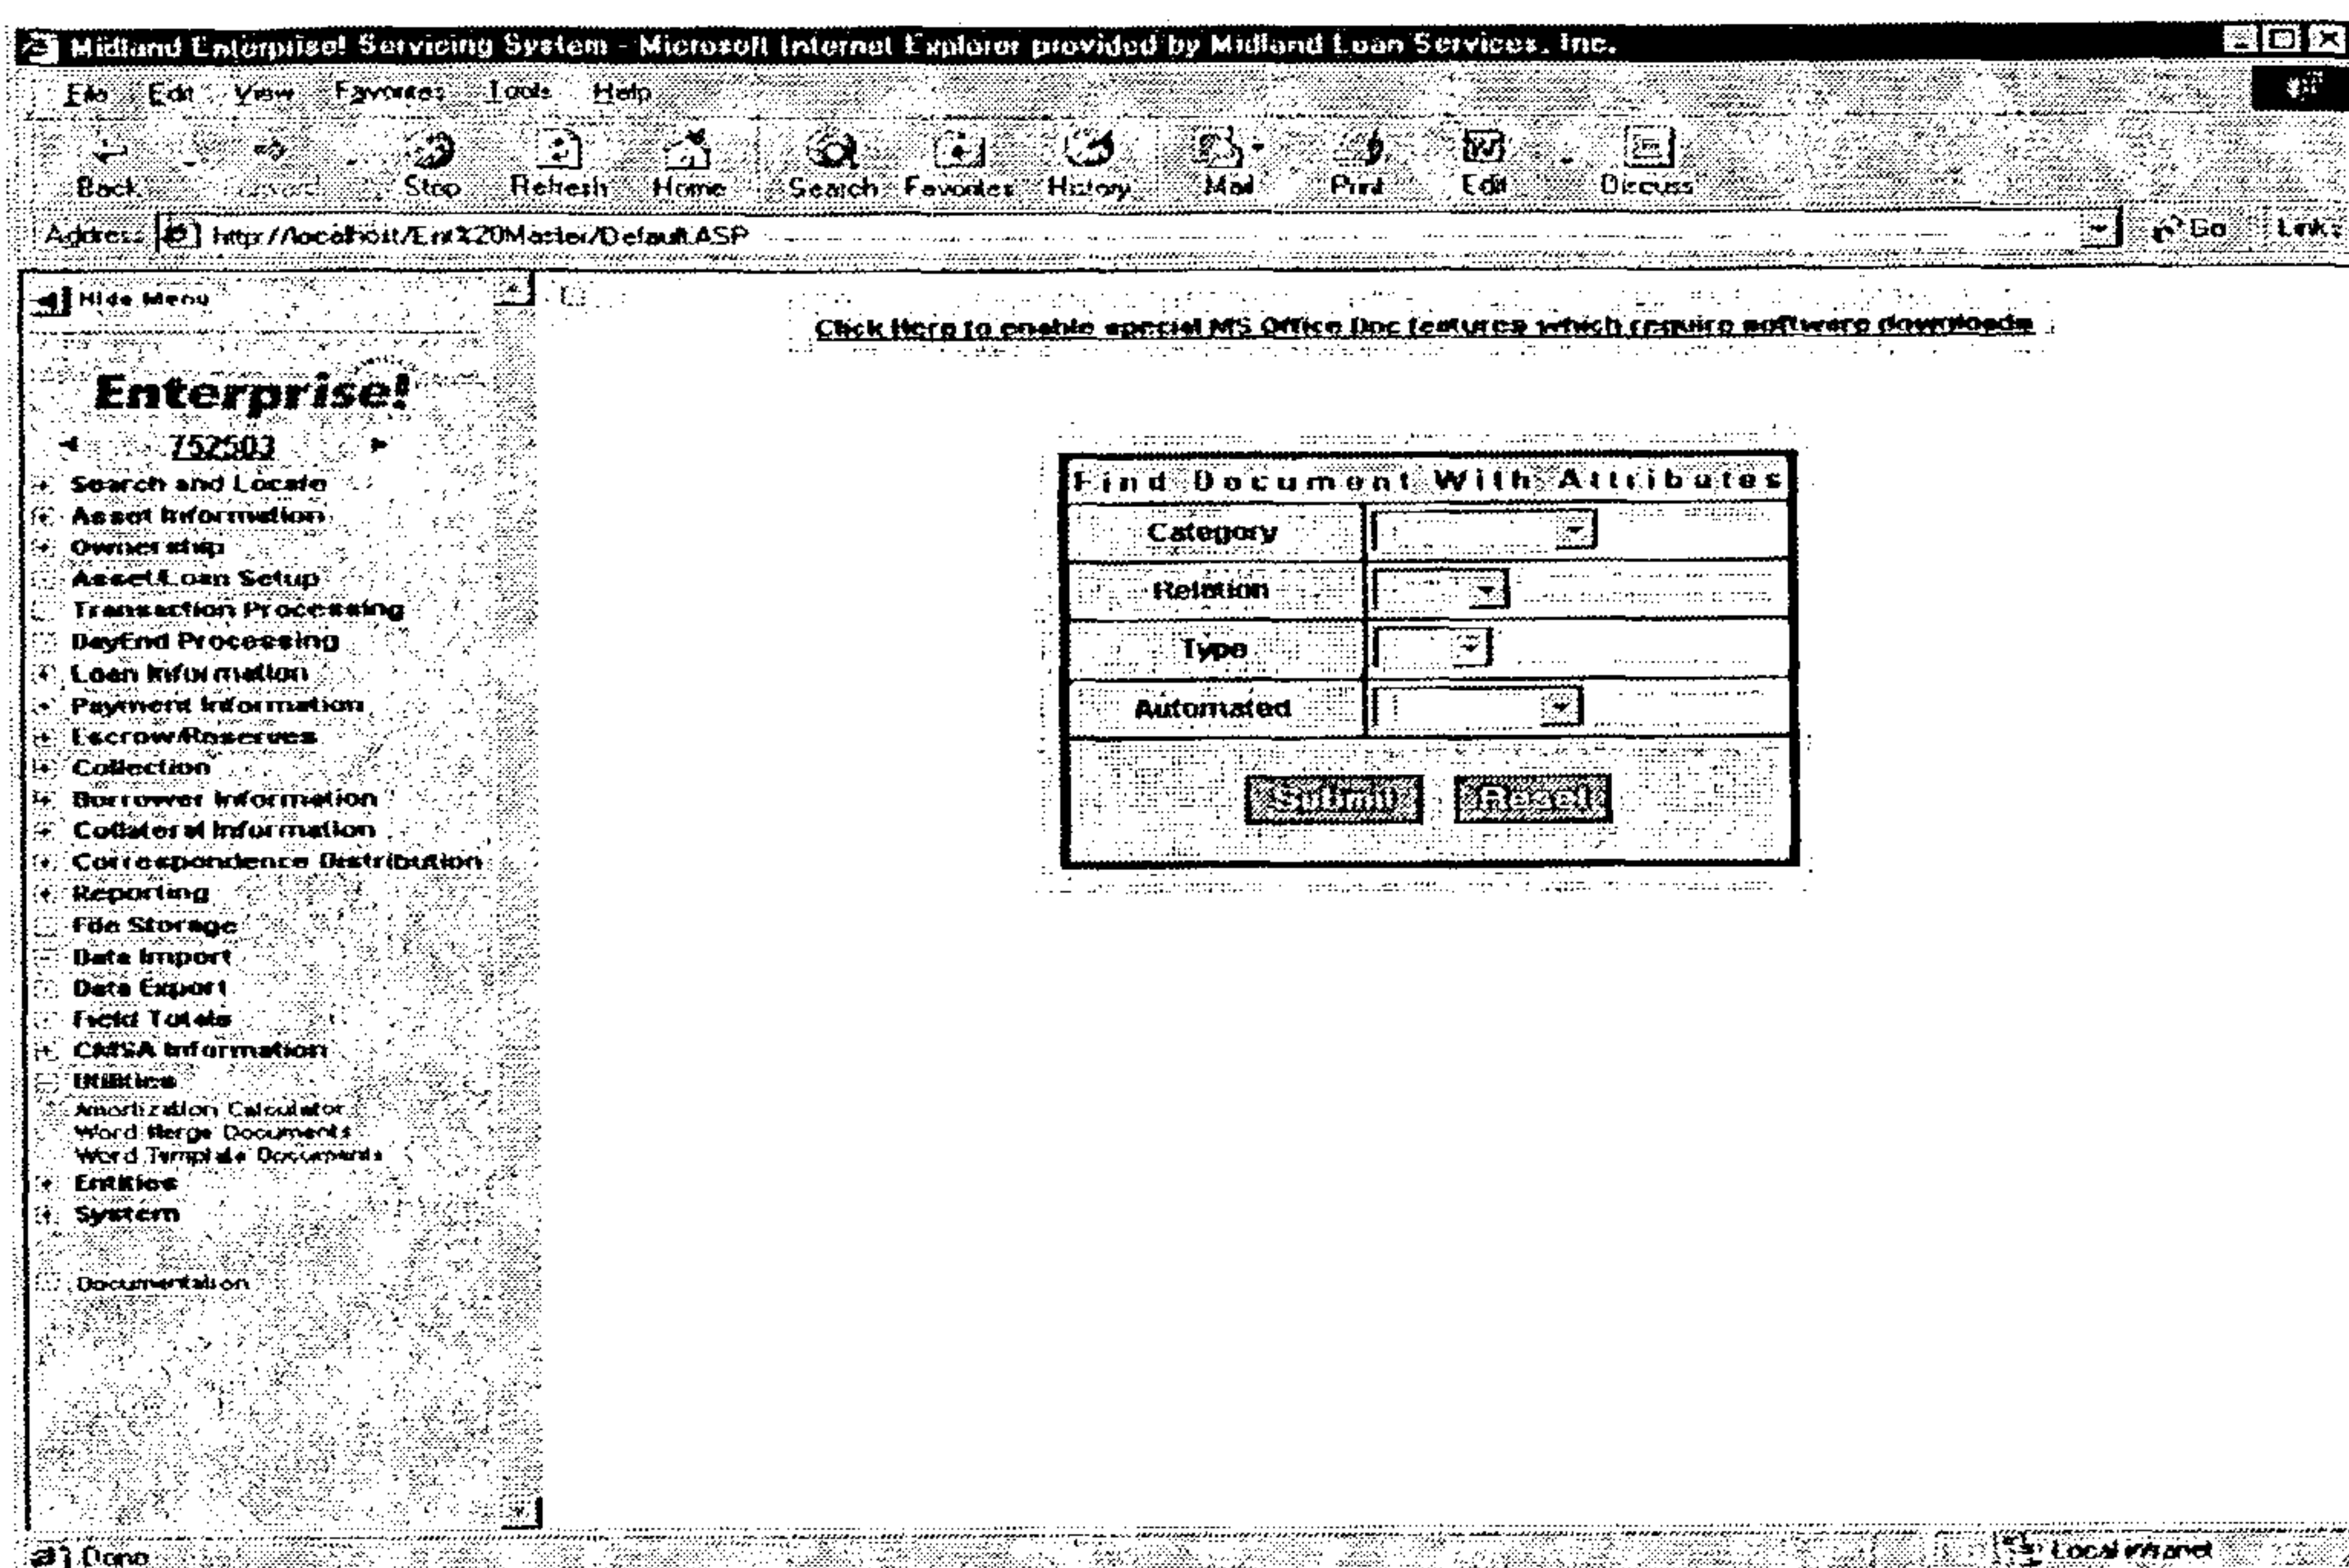 Midland Enterprise! Servicing System - Microsoft Internet Explorer provided by Midland Loan Services, Inc.
File Edit View Favorites Tools Help
Back Forward Stop Refresh Home Search Favorites History Mail Print Edit Discuss
Address http://localhost/Ent%20Master/Default.ASP Go Links
Hide Menu
Click Here to enable special MS Office Doc features which require software downloads
Enterprise!
752503
Search and Locate
Asset Information
Ownership
Asset/Loan Setup
Transaction Processing
DayEnd Processing
Loan Information
Payment Information
Escrow/Reserves
Collection
Borrower Information
Collateral Information
Correspondence Distribution
Reporting
File Storage
Data Import
Data Export
Field Totals
CMSA Information
Utilities
Amortization Calculator
Word Merge Documents
Word Template Documents
Entities
System
Documentation
Find Document With Attributes
Category
Relation
Type
Automated
Submit Reset
Done Local intranet